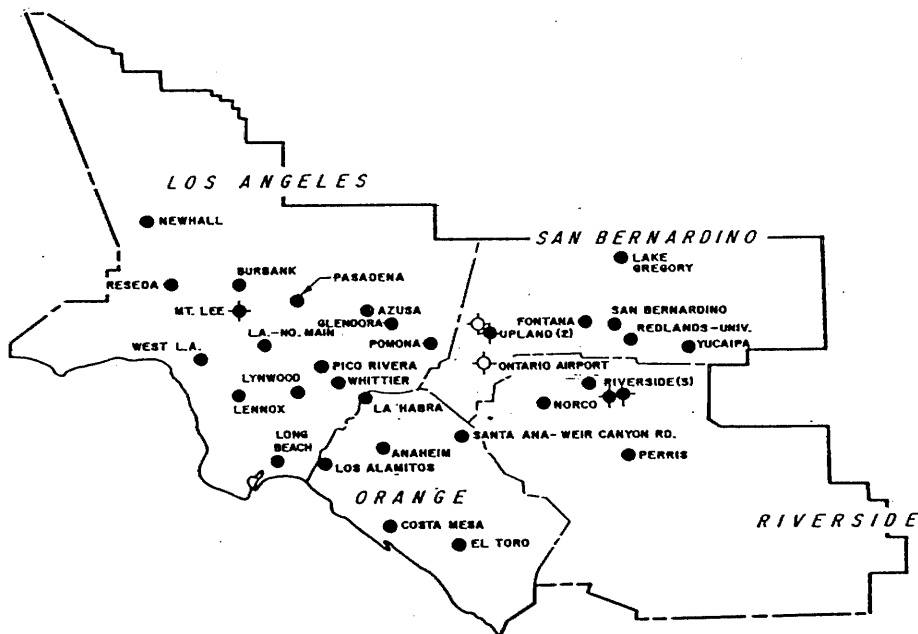 LOS ANGELES
NEWHALL
SAN BERNARDINO
LAKE
GREGORY
BURBANK
PASADENA
RESEDA
MT. LEE
AZUSA
GLENDORA
L.A.-NO. MAIN
POMONA
WEST L.A.
FONTANA
SAN BERNARDINO
UPLAND (2)
REDLANDS-UNIV.
YUCAIPA
PICO RIVERA
ONTARIO AIRPORT
LYNWOOD
WHITTIER
RIVERSIDE(S)
LENNOX
LA HABRA
NORCO
LONG
BEACH
SANTA ANA-WEIR CANYON RD.
ANAHEIM
PERRIS
LOS ALAMITOS
ORANGE
COSTA MESA
RIVERSIDE
EL TORO